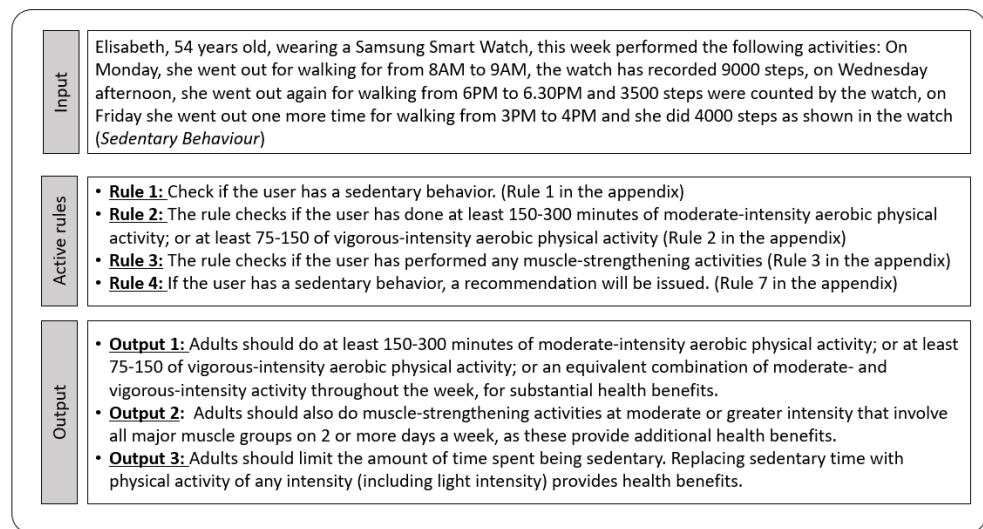 Input
Elisabeth, 54 years old, wearing a Samsung Smart Watch, this week performed the following activities: On
Monday, she went out for walking for from 8AM to 9AM, the watch has recorded 9000 steps, on Wednesday
afternoon, she went out again for walking from 6PM to 6.30PM and 3500 steps were counted by the watch, on
Friday she went out one more time for walking from 3PM to 4PM and she did 4000 steps as shown in the watch
(Sedentary Behaviour)
Active rules
• Rule 1: Check if the user has a sedentary behavior. (Rule 1 in the appendix)
• Rule 2: The rule checks if the user has done at least 150-300 minutes of moderate-intensity aerobic physical
activity; or at least 75-150 of vigorous-intensity aerobic physical activity (Rule 2 in the appendix)
• Rule 3: The rule checks if the user has performed any muscle-strengthening activities (Rule 3 in the appendix)
• Rule 4: If the user has a sedentary behavior, a recommendation will be issued. (Rule 7 in the appendix)
Output
• Output 1: Adults should do at least 150-300 minutes of moderate-intensity aerobic physical activity; or at least
75-150 of vigorous-intensity aerobic physical activity; or an equivalent combination of moderate- and
vigorous-intensity activity throughout the week, for substantial health benefits.
• Output 2: Adults should also do muscle-strengthening activities at moderate or greater intensity that involve
all major muscle groups on 2 or more days a week, as these provide additional health benefits.
• Output 3: Adults should limit the amount of time spent being sedentary. Replacing sedentary time with
physical activity of any intensity (including light intensity) provides health benefits.